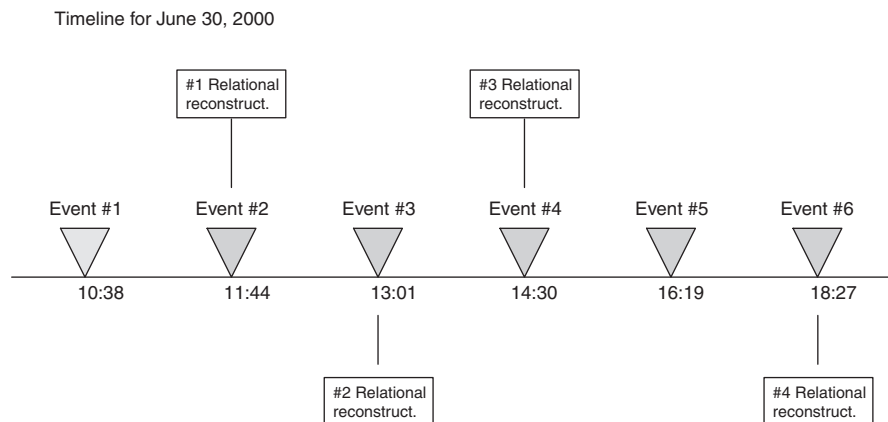 Timeline for June 30, 2000
#1 Relational
reconstruct.
#3 Relational
reconstruct.
Event #1
Event #2
Event #3
Event #4
Event #5
Event #6
10:38
11:44
13:01
14:30
16:19
18:27
#2 Relational
reconstruct.
#4 Relational
reconstruct.